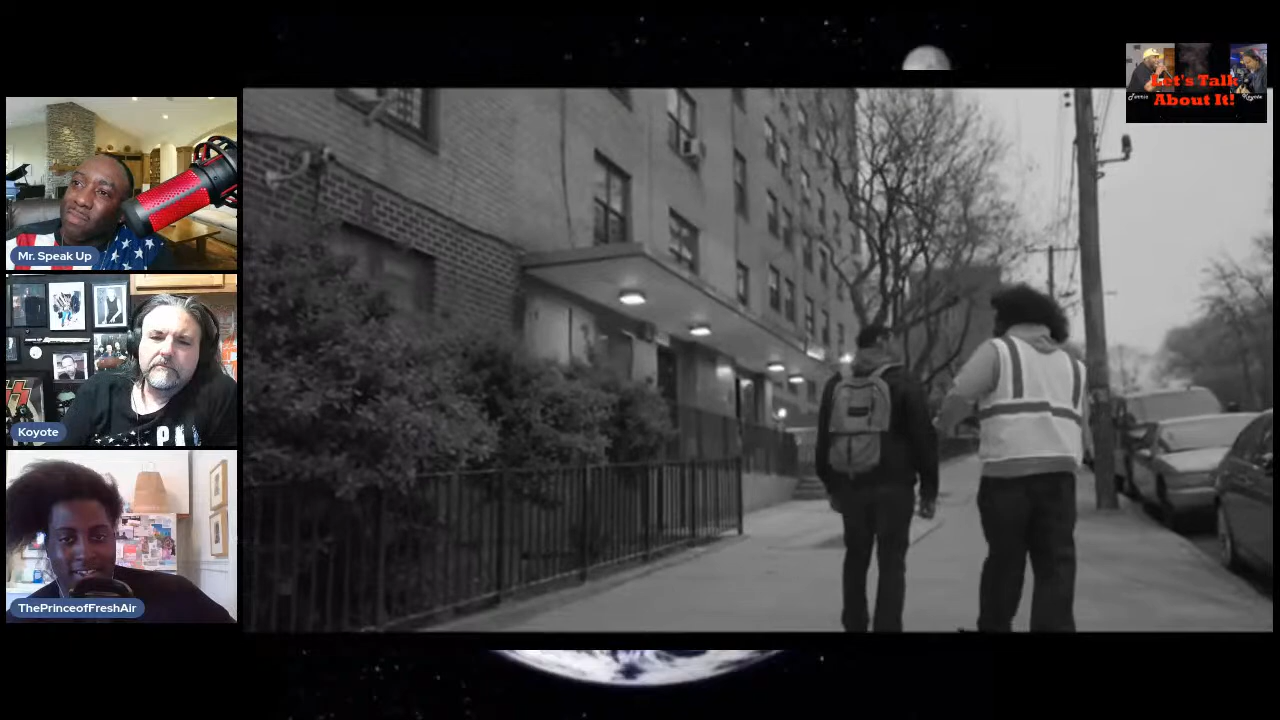 Let's Talk
About It!
Mr. Speak Up
Koyote
ThePrinceofFreshAir